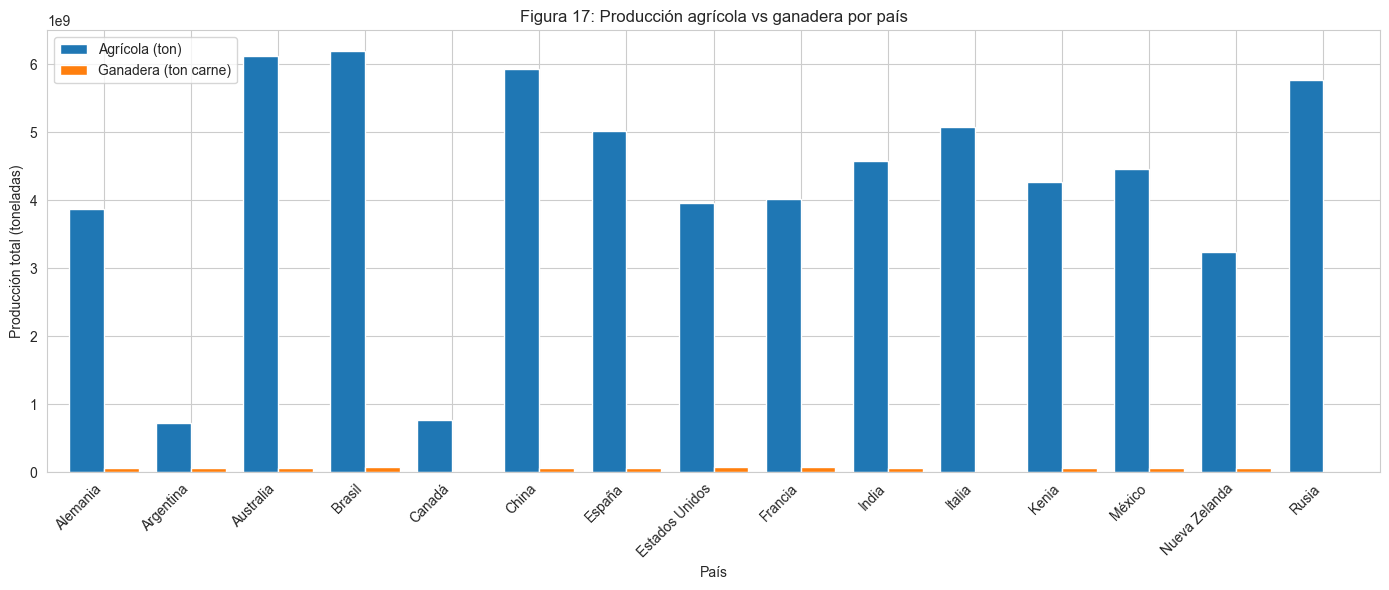 Figura 17: Producción agrícola vs ganadera por país
1e9
Agrícola (ton)
Ganadera (ton carne)
Producción total (toneladas)
6
5
4
3
2
1
0
Alemania
Argentina
Australia
Brasil
Canadá
China
España
Estados Unidos
Francia
India
Italia
Kenia
México
Nueva Zelanda
Rusia
País